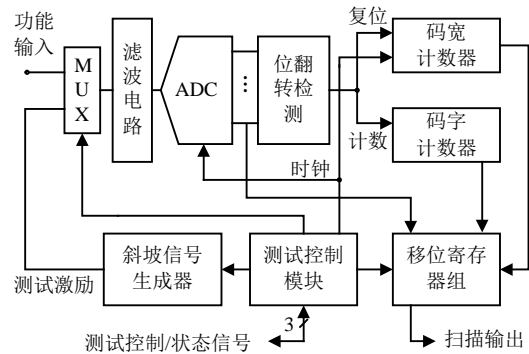 功能
输入
MUX
滤波电路
ADC
...
位翻转检测
复位
码宽
计数器
计数
码字
计数器
时钟
测试激励
斜坡信号
生成器
测试控制
模块
移位寄存
器组
3
测试控制/状态信号
扫描输出